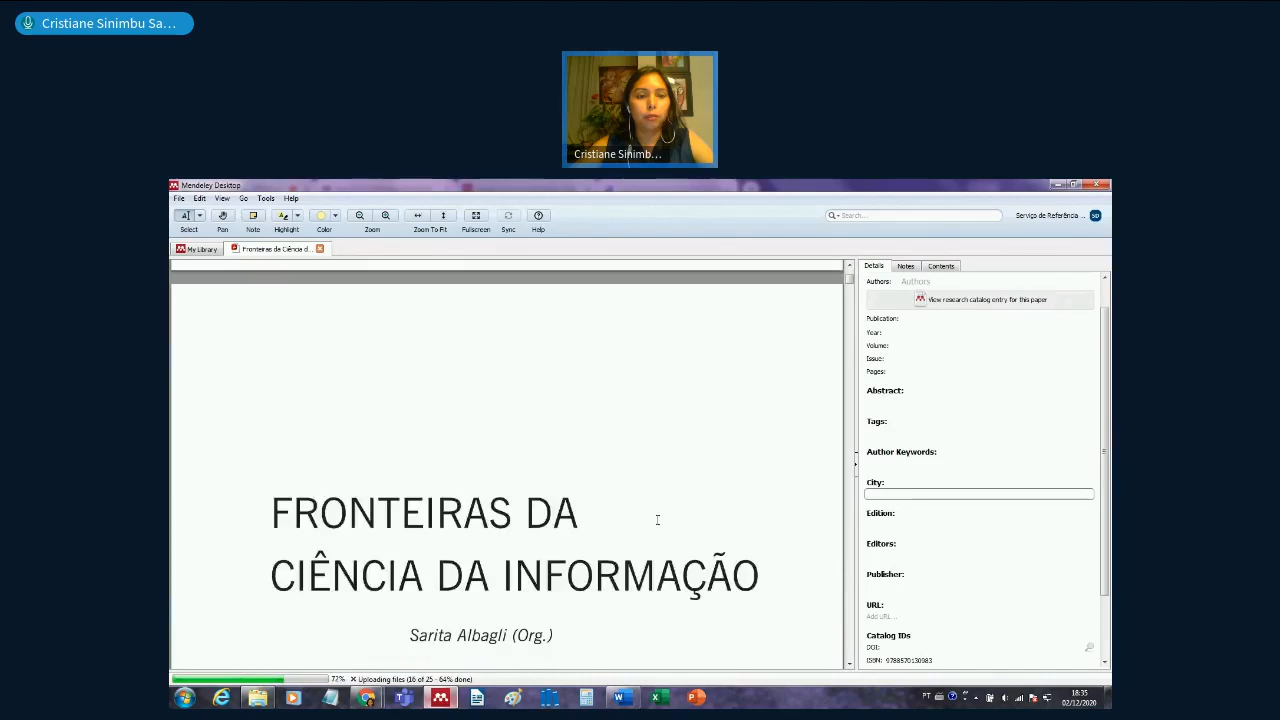 Cristiane Sinimbu Sa...
Cristiane Sinimb...
Mendeley Desktop
File Edit View Go Tools Help
Select Pan Note Highlight Color Zoom Zoom To Fit Fullscreen Sync Help
Search...
Serviço de Referência ... SD
My Library Fronteiras da Ciência d...
Details Notes Contents
Authors: Authors
View research catalog entry for this paper
Publication:
Year:
Volume:
Issue:
Pages:
Abstract:
Tags:
Author Keywords:
City:
Edition:
Editors:
Publisher:
URL:
Add URL...
Catalog IDs
DOI:
ISBN: 9788570130983
FRONTEIRAS DA
CIÊNCIA DA INFORMAÇÃO
Sarita Albagli (Org.)
72% Uploading files (16 of 25 - 64% done)
PT
18:35
02/12/2020